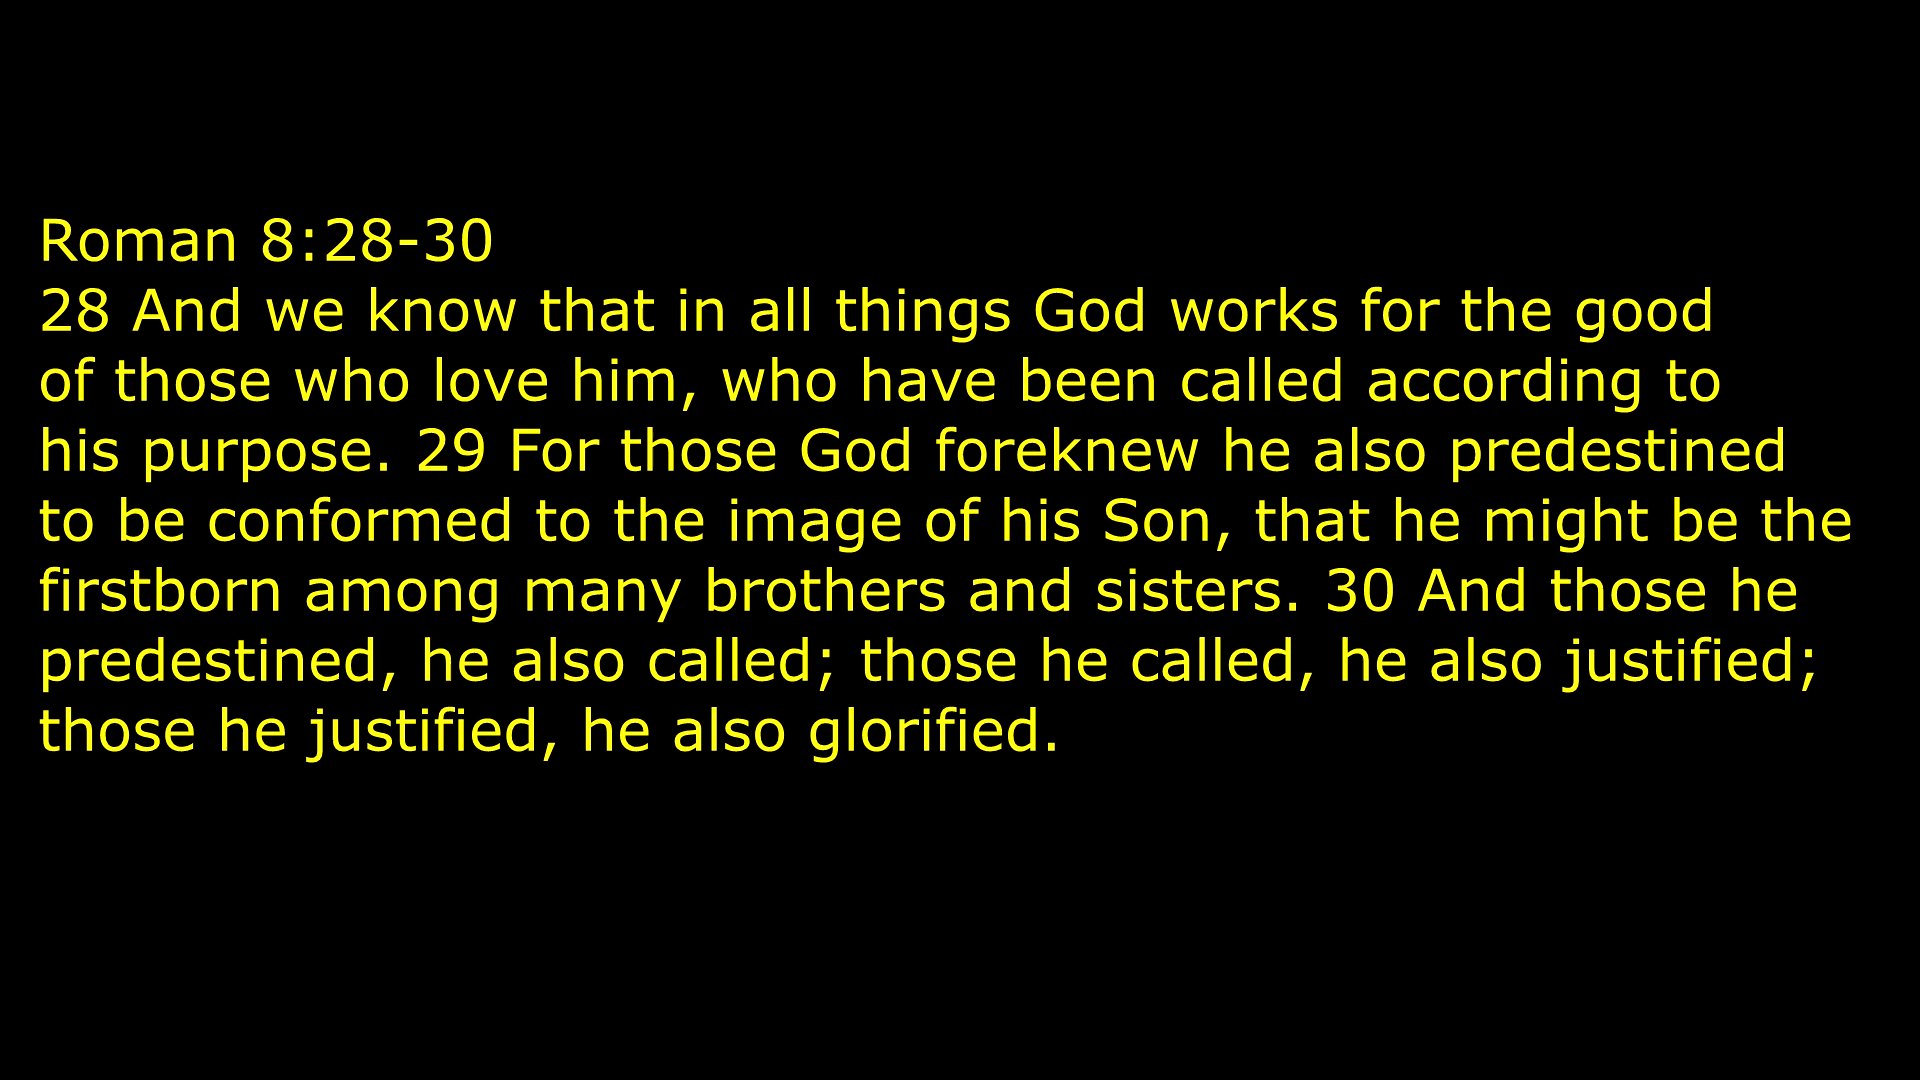 Roman 8:28-30
28 And we know that in all things God works for the good
of those who love him, who have been called according to
his purpose. 29 For those God foreknew he also predestined
to be conformed to the image of his Son, that he might be the
firstborn among many brothers and sisters. 30 And those he
predestined, he also called; those he called, he also justified;
those he justified, he also glorified.